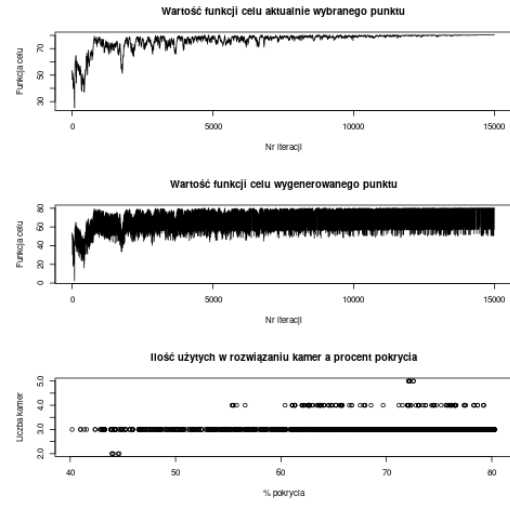 Wartość funkcji celu aktualnie wybranego punktu
Funkcja celu
30 50 70
0 5000 10000 15000
Nr iteracji
Wartość funkcji celu wygenerowanego punktu
Funkcja celu
0 20 40 60 80
0 5000 10000 15000
Nr iteracji
Ilość użytych w rozwiązaniu kamer a procent pokrycia
Liczba kamer
2.0 3.0 4.0 5.0
40 50 60 70 80
% pokrycia